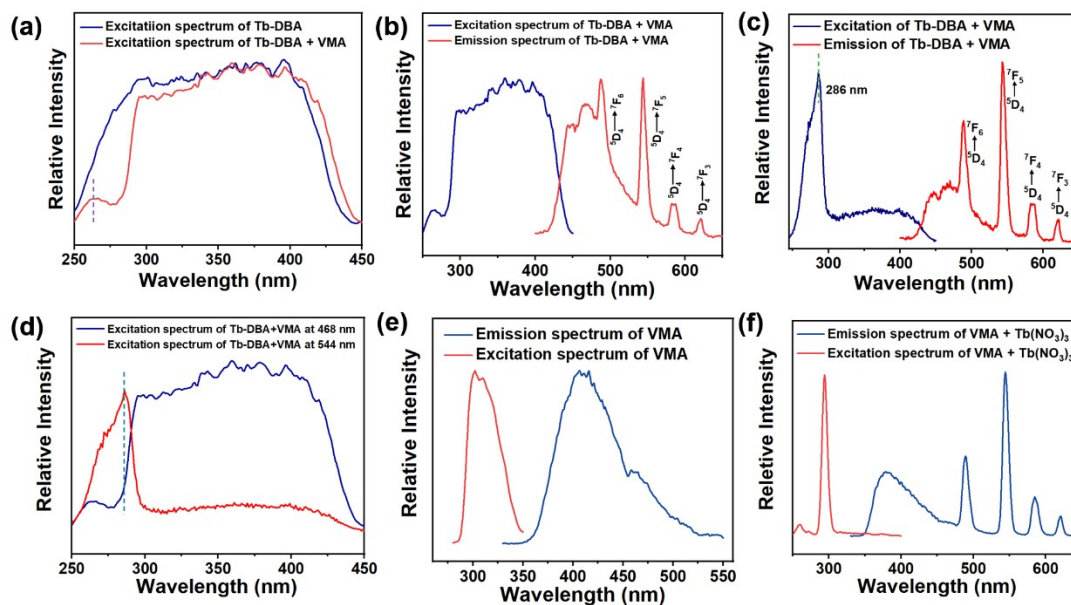 (a)
Excitatiion spectrum of Tb-DBA
Excitatiion spectrum of Tb-DBA + VMA
Relative Intensity
250 300 350 400 450
Wavelength (nm)
(b)
Excitation spectrum of Tb-DBA + VMA
Emission spectrum of Tb-DBA + VMA
Relative Intensity
⁵D₄→⁷F₆
⁵D₄→⁷F₅
⁵D₄→⁷F₄
⁵D₄→⁷F₃
300 400 500 600
Wavelength (nm)
(c)
Excitation of Tb-DBA + VMA
Emission of Tb-DBA + VMA
Relative Intensity
286 nm
⁷F₆
⁵D₄
⁷F₅
⁵D₄
⁷F₄
⁵D₄
⁷F₃
⁵D₄
300 400 500 600
Wavelength (nm)
(d)
Excitation spectrum of Tb-DBA+VMA at 468 nm
Excitation spectrum of Tb-DBA+VMA at 544 nm
Relative Intensity
250 300 350 400 450
Wavelength (nm)
(e)
Emission spectrum of VMA
Excitation spectrum of VMA
Relative Intensity
300 350 400 450 500 550
Wavelength (nm)
(f)
Emission spectrum of VMA + Tb(NO₃)₃
Excitation spectrum of VMA + Tb(NO₃)₃
Reletive Intensity
300 400 500 600
Wavelength (nm)